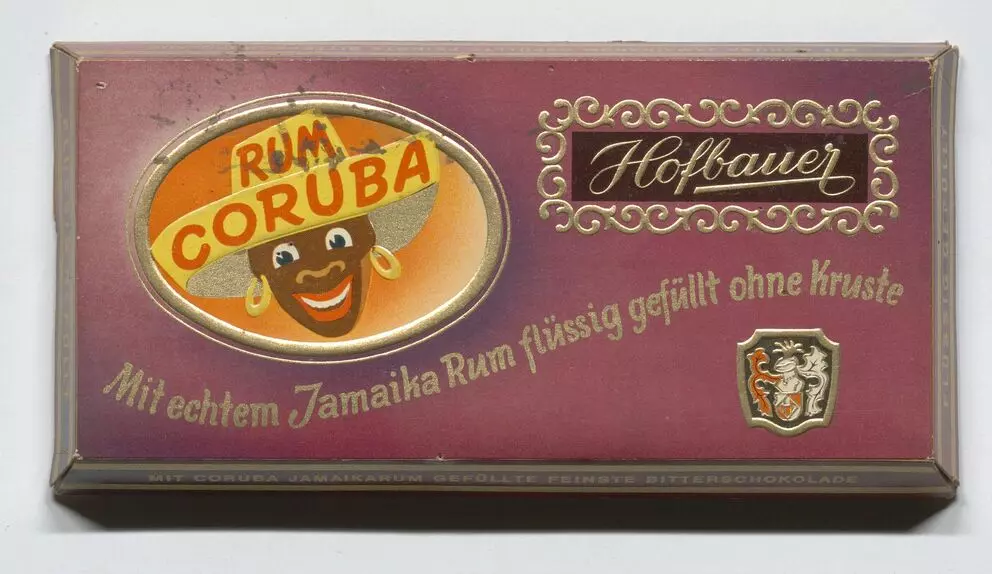 RUM
CORUBA
Hofbauer
Mit echtem Jamaika Rum flüssig gefüllt ohne Kruste
MIT CORUBA JAMAIKARUM GEFÜLLTE FEINSTE BITTERSCHOKOLADE